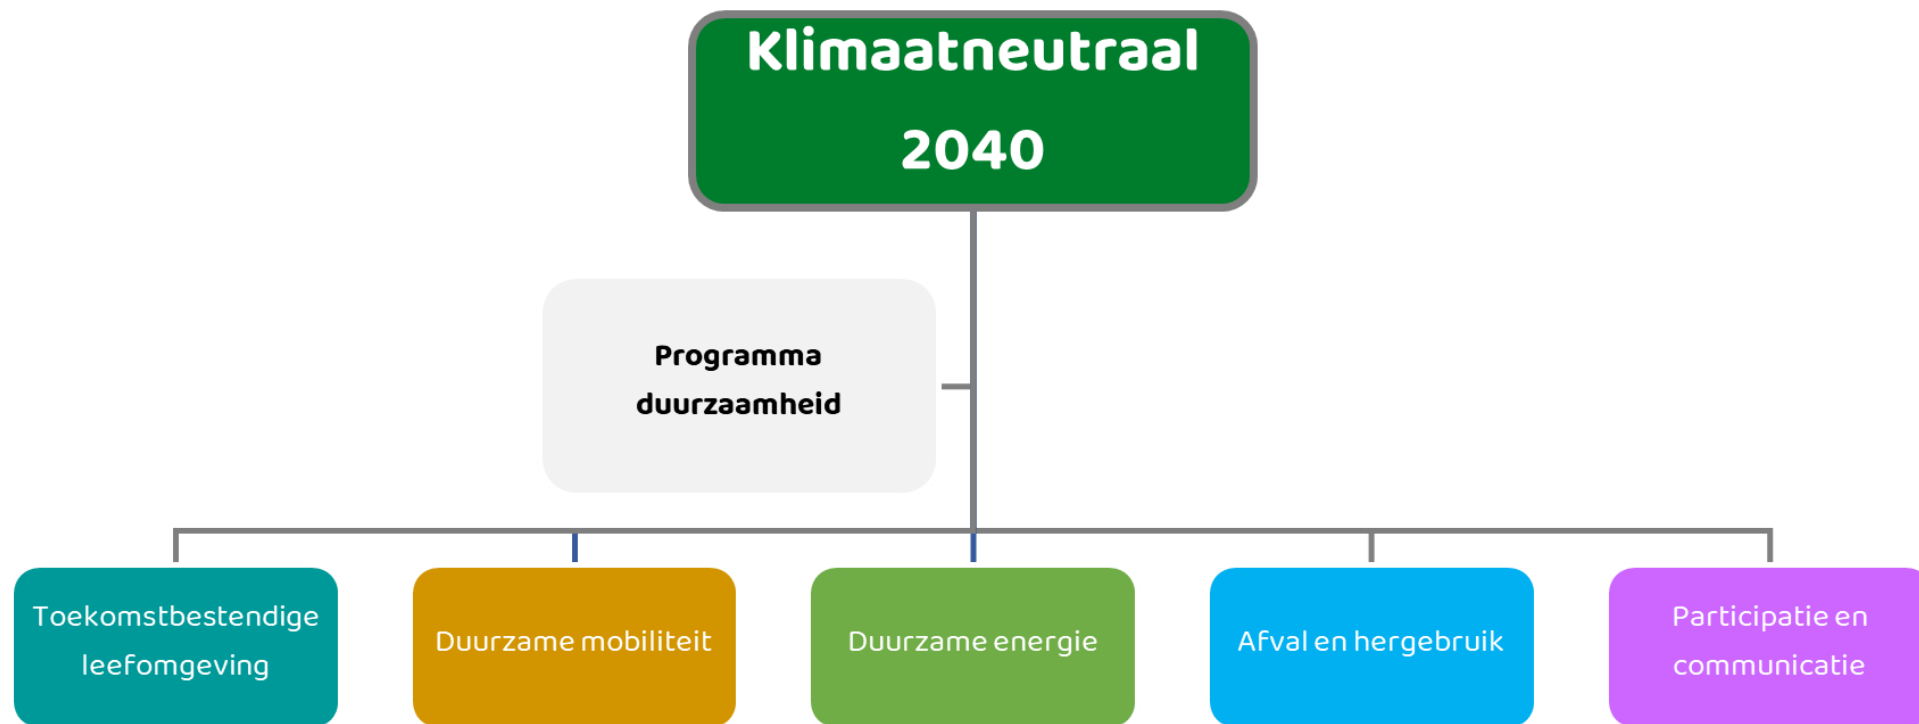 Klimaatneutraal
2040
Programma
duurzaamheid
Toekomstbestendige
leefomgeving
Duurzame mobiliteit
Duurzame energie
Afval en hergebruik
Participatie en
communicatie